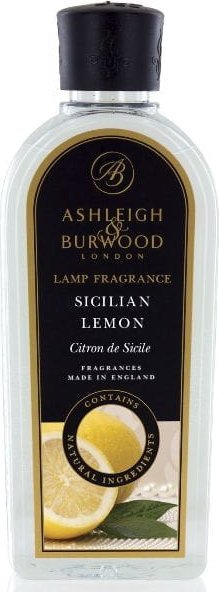 AB
ASHLEIGH
&
BURWOOD
LONDON
LAMP FRAGRANCE
SICILIAN
LEMON
Citron de Sicile
FRAGRANCES
MADE IN ENGLAND
CONTAINS
NATURAL INGREDIENTS